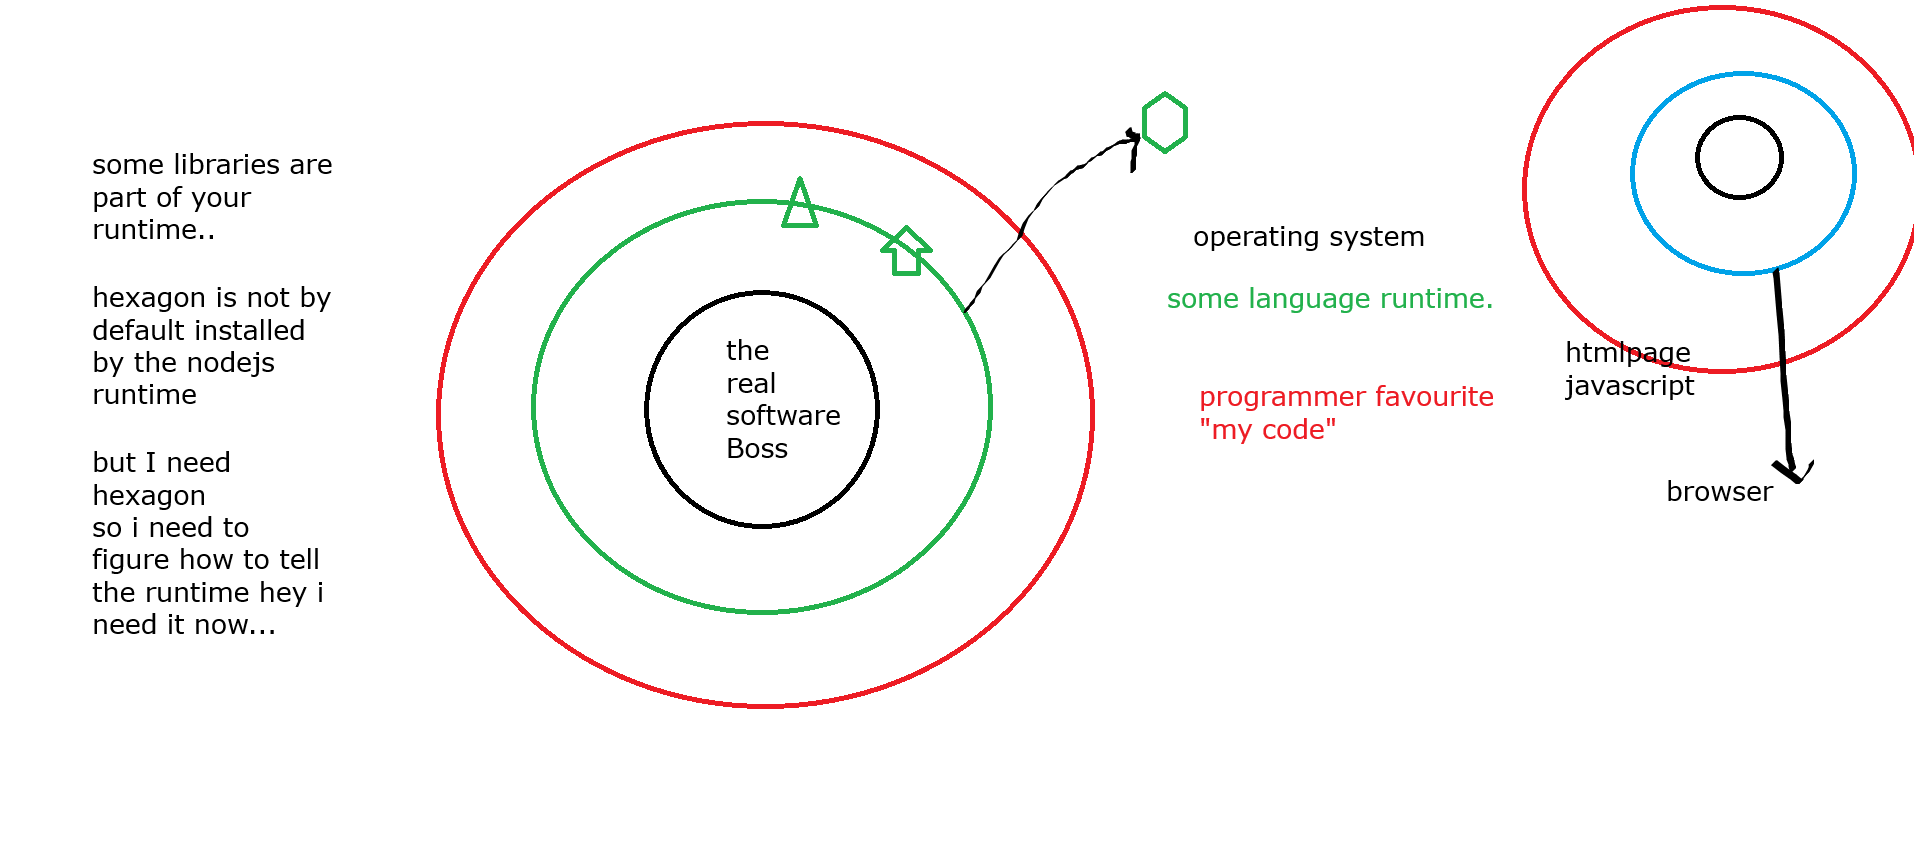 some libraries are
part of your
runtime..
hexagon is not by
default installed
by the nodejs
runtime
but I need
hexagon
so i need to
figure how to tell
the runtime hey i
need it now...
the
real
software
Boss
operating system
some language runtime.
programmer favourite
"my code"
htmlpage
javascript
browser